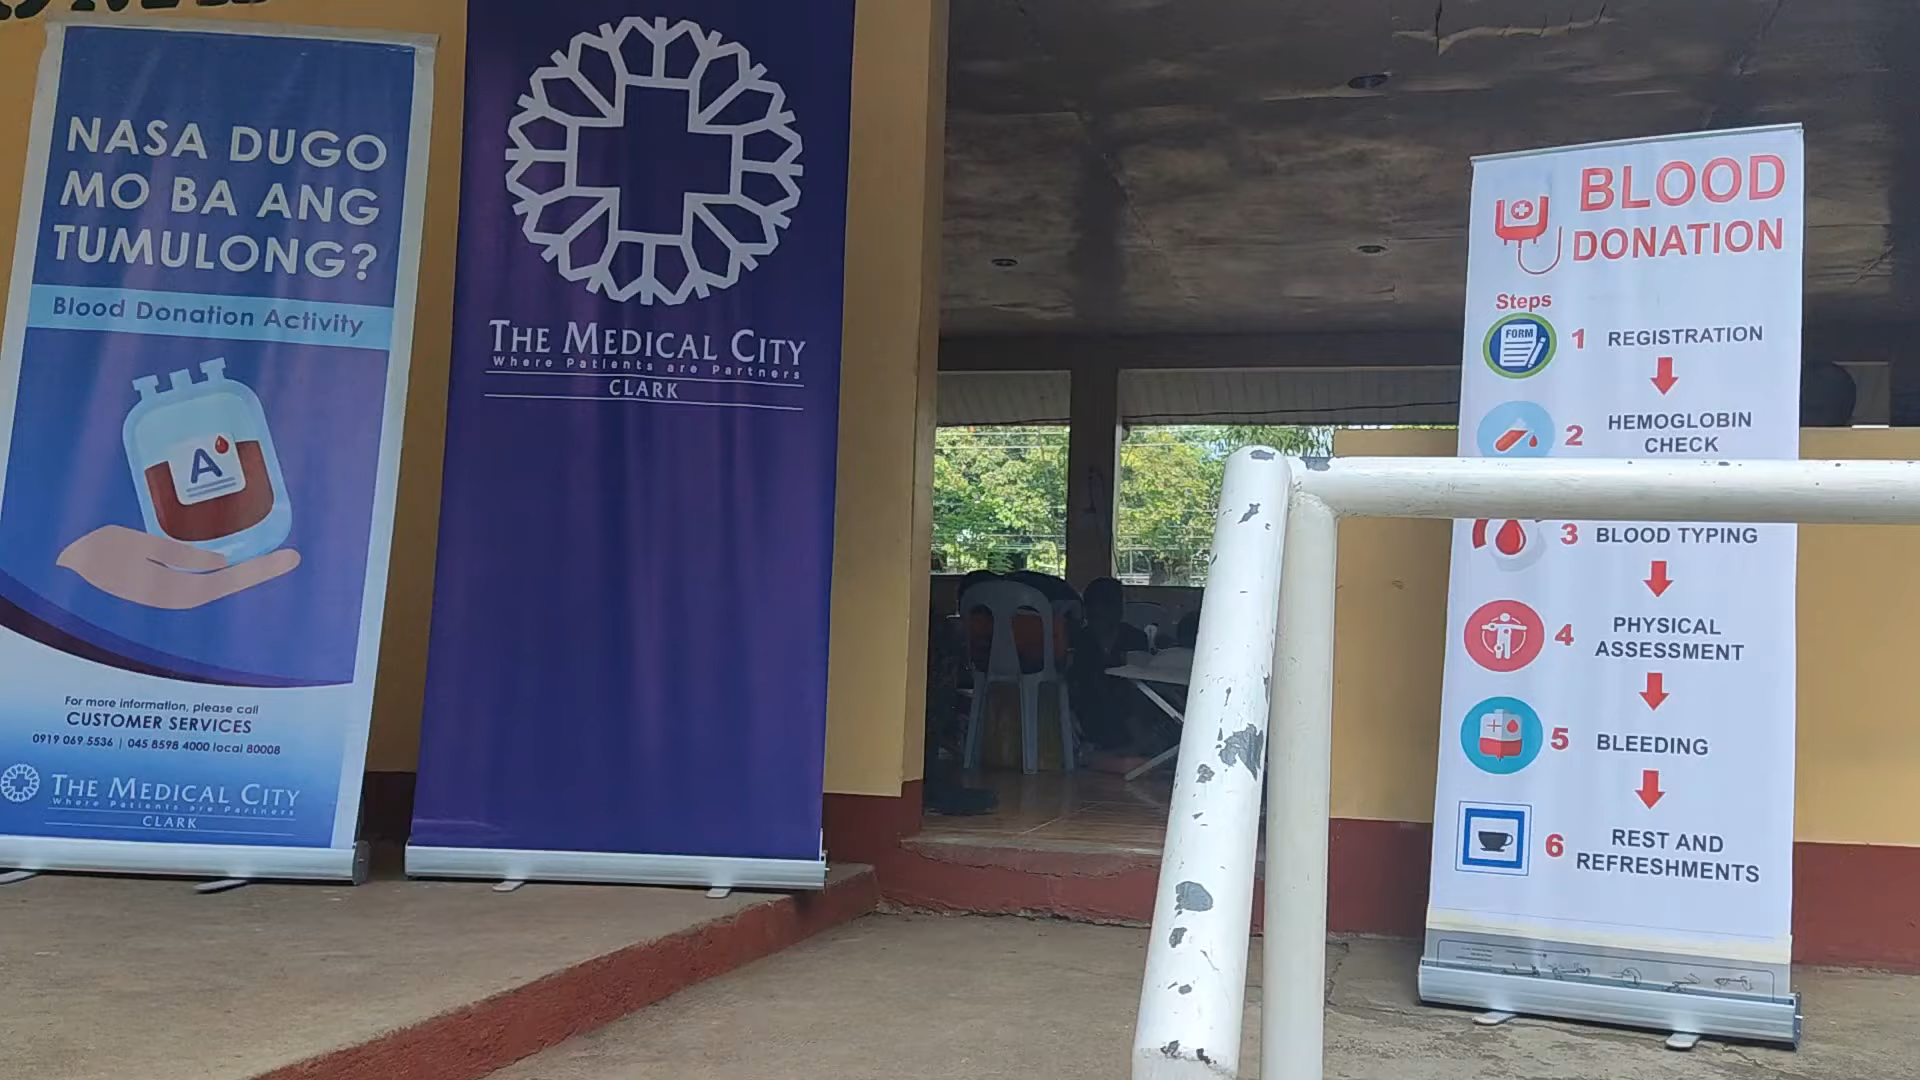 NASA DUGO
MO BA ANG
TUMULONG?
Blood Donation Activity
A
For more information, please call
CUSTOMER SERVICES
0919 069 5536 | 045 8598 4000 local 80008
THE MEDICAL CITY
Where Patients are Partners
CLARK
THE MEDICAL CITY
Where Patients are Partners
CLARK
BLOOD
DONATION
Steps
FORM
1 REGISTRATION
2 HEMOGLOBIN
CHECK
3 BLOOD TYPING
4 PHYSICAL
ASSESSMENT
5 BLEEDING
6 REST AND
REFRESHMENTS